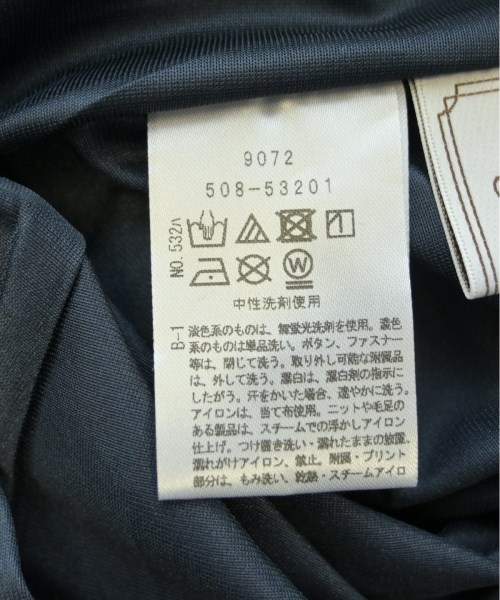 9072
508-53201
NO.532ハ
W
中性洗剤使用
B-1
淡色系のものは、無蛍光洗剤を使用。濃色
系のものは単品洗い。ボタン、ファスナー
等は、閉じて洗う。取り外し可能な附属品
は、外して洗う。漂白は、漂白剤の指示に
したがう。汗をかいた場合、速やかに洗う。
アイロンは、当て布使用。ニットや毛足の
ある製品は、スチームでの浮かしアイロン
仕上げ。つけ置き洗い・濡れたままの放置、
濡れがけアイロン、禁止。附属・プリント
部分は、もみ洗い、乾熱・スチームアイロ